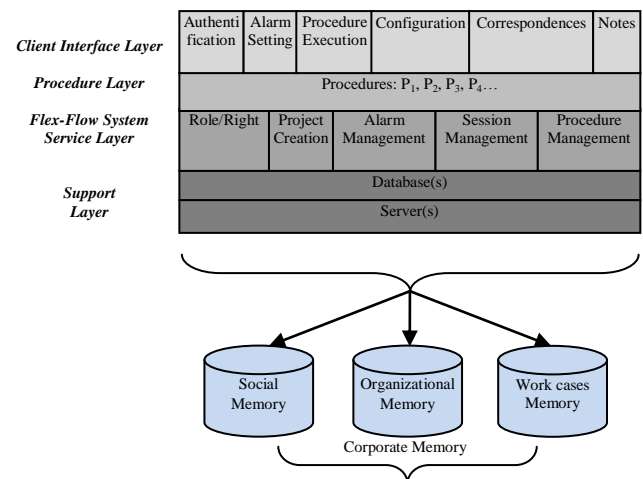 Authenti
fication
Alarm
Setting
Procedure
Execution
Configuration
Correspondences
Notes
Client Interface Layer
Procedure Layer
Procedures: P1, P2, P3, P4…
Flex-Flow System
Service Layer
Role/Right
Project
Creation
Alarm
Management
Session
Management
Procedure
Management
Support
Layer
Database(s)
Server(s)
Social
Memory
Organizational
Memory
Work cases
Memory
Corporate Memory